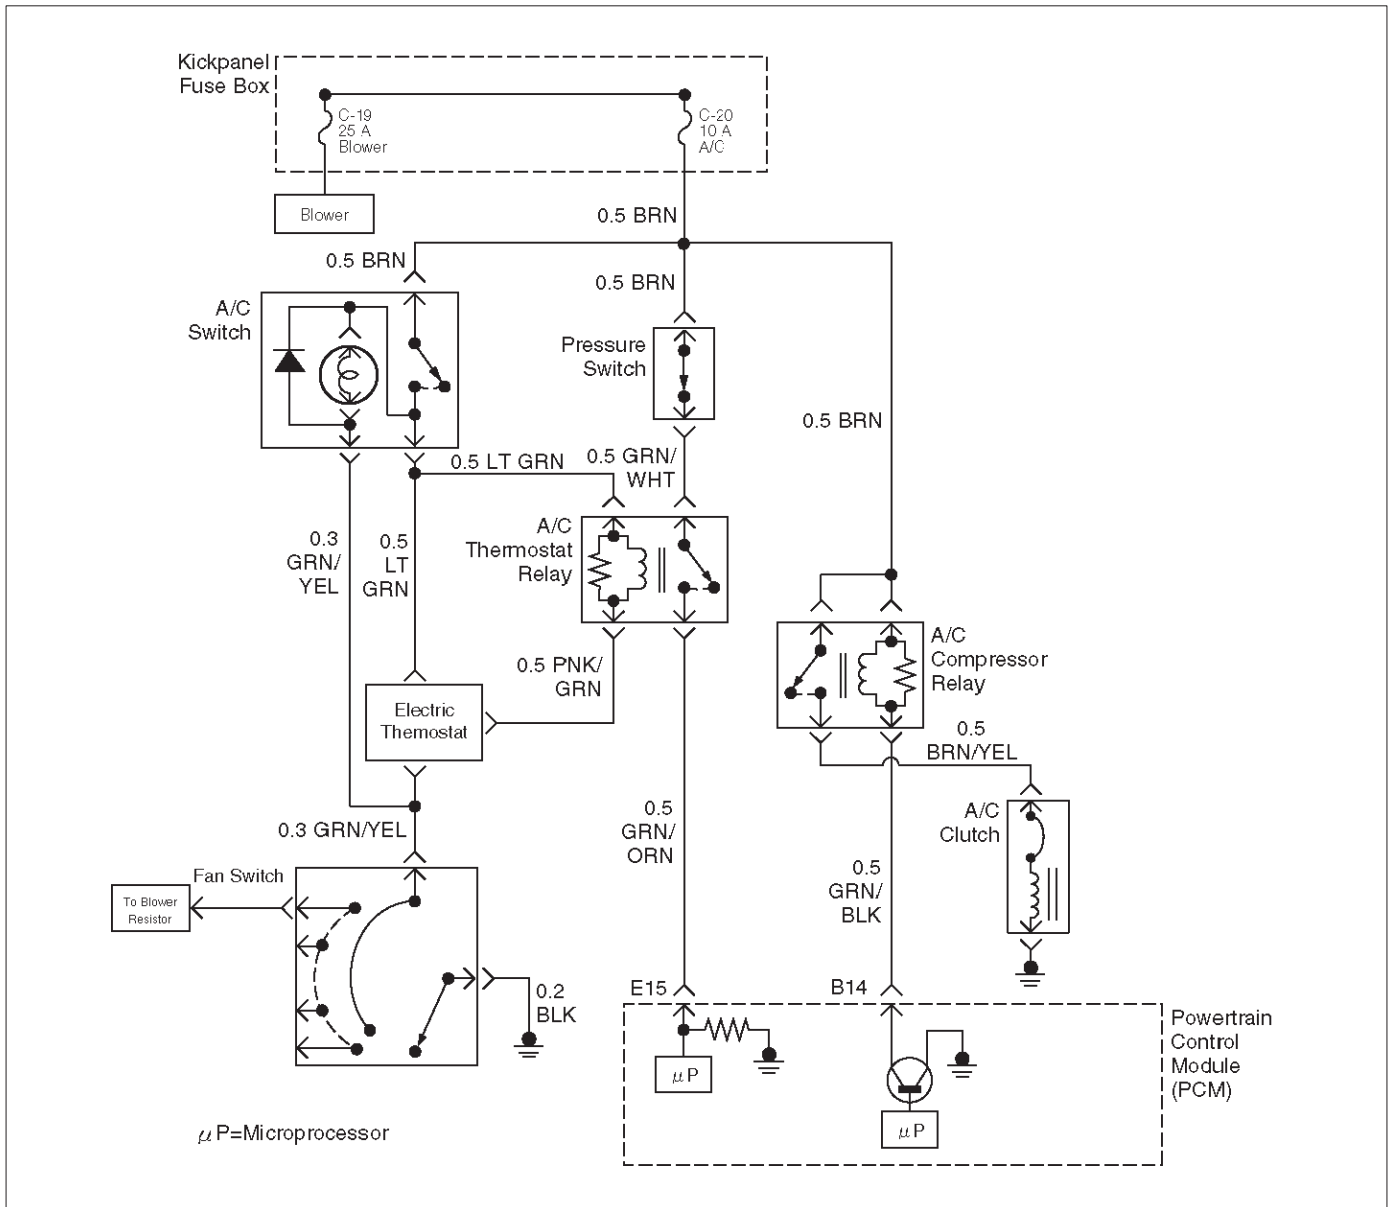 Kickpanel
Fuse Box
C-19
25 A
Blower
C-20
10 A
A/C
Blower
0.5 BRN
0.5 BRN
0.5 BRN
A/C
Switch
Pressure
Switch
0.5 BRN
0.5 LT GRN
0.5 GRN/
WHT
0.3
GRN/
YEL
0.5
LT
GRN
A/C
Thermostat
Relay
A/C
Compressor
Relay
0.5 PNK/
GRN
Electric
Themostat
0.5
BRN/YEL
0.3 GRN/YEL
0.5
GRN/
ORN
A/C
Clutch
Fan Switch
To Blower
Resistor
0.5
GRN/
BLK
0.2
BLK
E15
B14
Powertrain
Control
Module
(PCM)
μP
μP
μP=Microprocessor